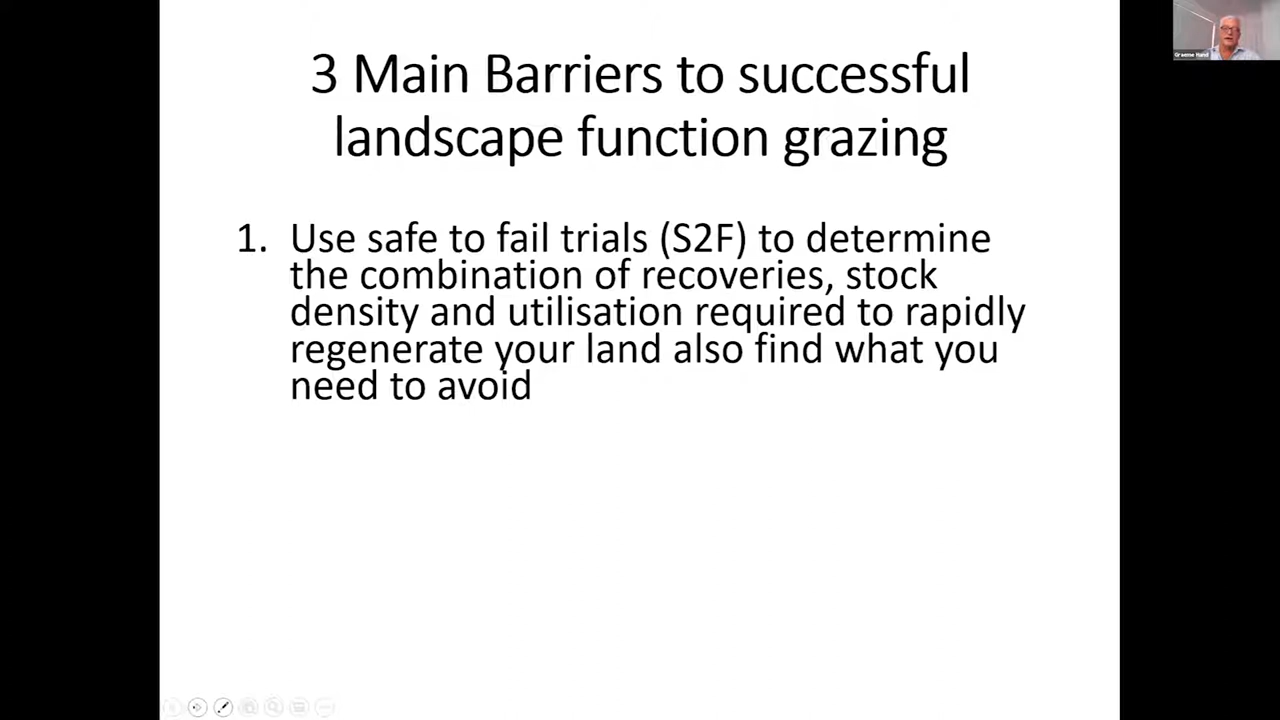 3 Main Barriers to successful
landscape function grazing
1. Use safe to fail trials (S2F) to determine
the combination of recoveries, stock
density and utilisation required to rapidly
regenerate your land also find what you
need to avoid
Graeme Hand